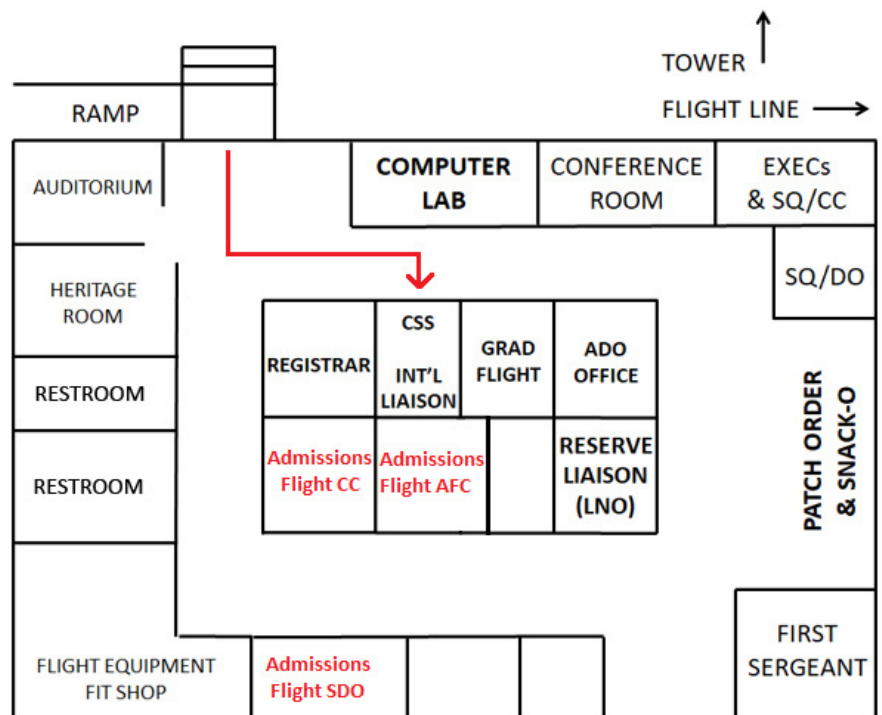 TOWER
FLIGHT LINE
RAMP
AUDITORIUM
COMPUTER
LAB
CONFERENCE
ROOM
EXECs
& SQ/CC
SQ/DO
HERITAGE
ROOM
RESTROOM
RESTROOM
REGISTRAR
CSS
INT'L
LIAISON
GRAD
FLIGHT
ADO
OFFICE
Admissions
Flight CC
Admissions
Flight AFC
RESERVE
LIAISON
(LNO)
PATCH ORDER
& SNACK-O
FLIGHT EQUIPMENT
FIT SHOP
Admissions
Flight SDO
FIRST
SERGEANT